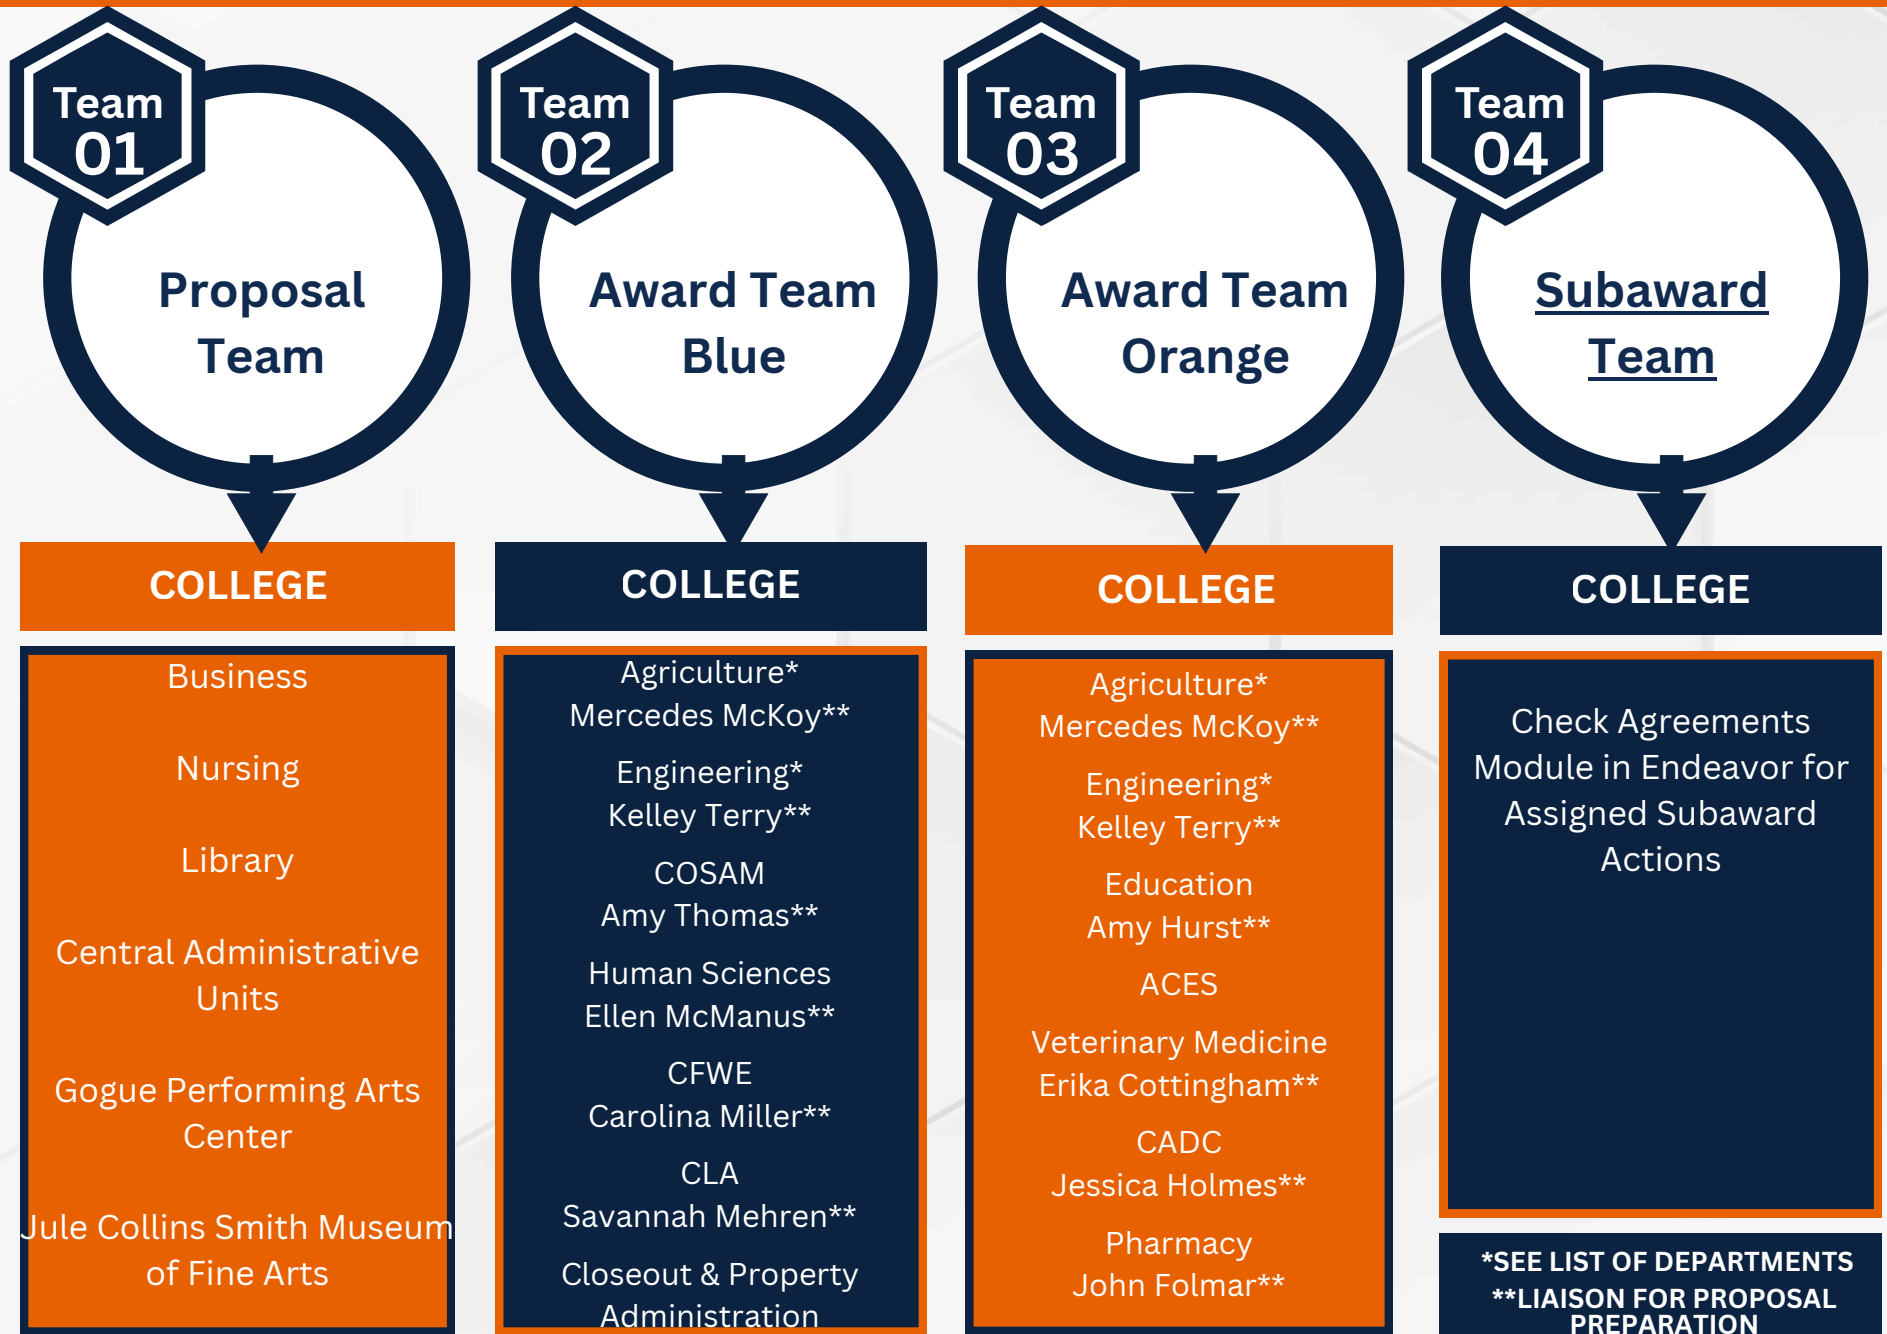 Team
01
Proposal
Team
COLLEGE
Business
Nursing
Library
Central Administrative
Units
Gogue Performing Arts
Center
Jule Collins Smith Museum
of Fine Arts
Team
02
Award Team
Blue
COLLEGE
Agriculture*
Mercedes McKoy**
Engineering*
Kelley Terry**
COSAM
Amy Thomas**
Human Sciences
Ellen McManus**
CFWE
Carolina Miller**
CLA
Savannah Mehren**
Closeout & Property
Administration
Team
03
Award Team
Orange
COLLEGE
Agriculture*
Mercedes McKoy**
Engineering*
Kelley Terry**
Education
Amy Hurst**
ACES
Veterinary Medicine
Erika Cottingham**
CADC
Jessica Holmes**
Pharmacy
John Folmar**
Team
04
Subaward
Team
COLLEGE
Check Agreements
Module in Endeavor for
Assigned Subaward
Actions
*SEE LIST OF DEPARTMENTS
**LIAISON FOR PROPOSAL
PREPARATION